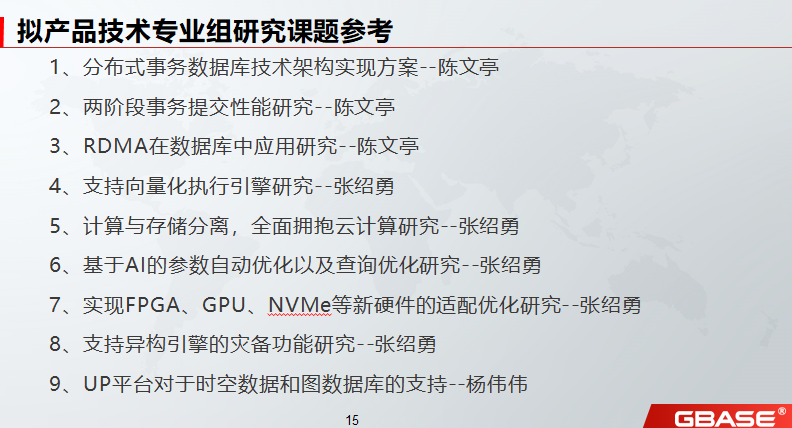 拟产品技术专业组研究课题参考
1、分布式事务数据库技术架构实现方案--陈文亭
2、两阶段事务提交性能研究--陈文亭
3、RDMA在数据库中应用研究--陈文亭
4、支持向量化执行引擎研究--张绍勇
5、计算与存储分离，全面拥抱云计算研究--张绍勇
6、基于AI的参数自动优化以及查询优化研究--张绍勇
7、实现FPGA、GPU、NVMe等新硬件的适配优化研究--张绍勇
8、支持异构引擎的灾备功能研究--张绍勇
9、UP平台对于时空数据和图数据库的支持--杨伟伟
15
GBASE®